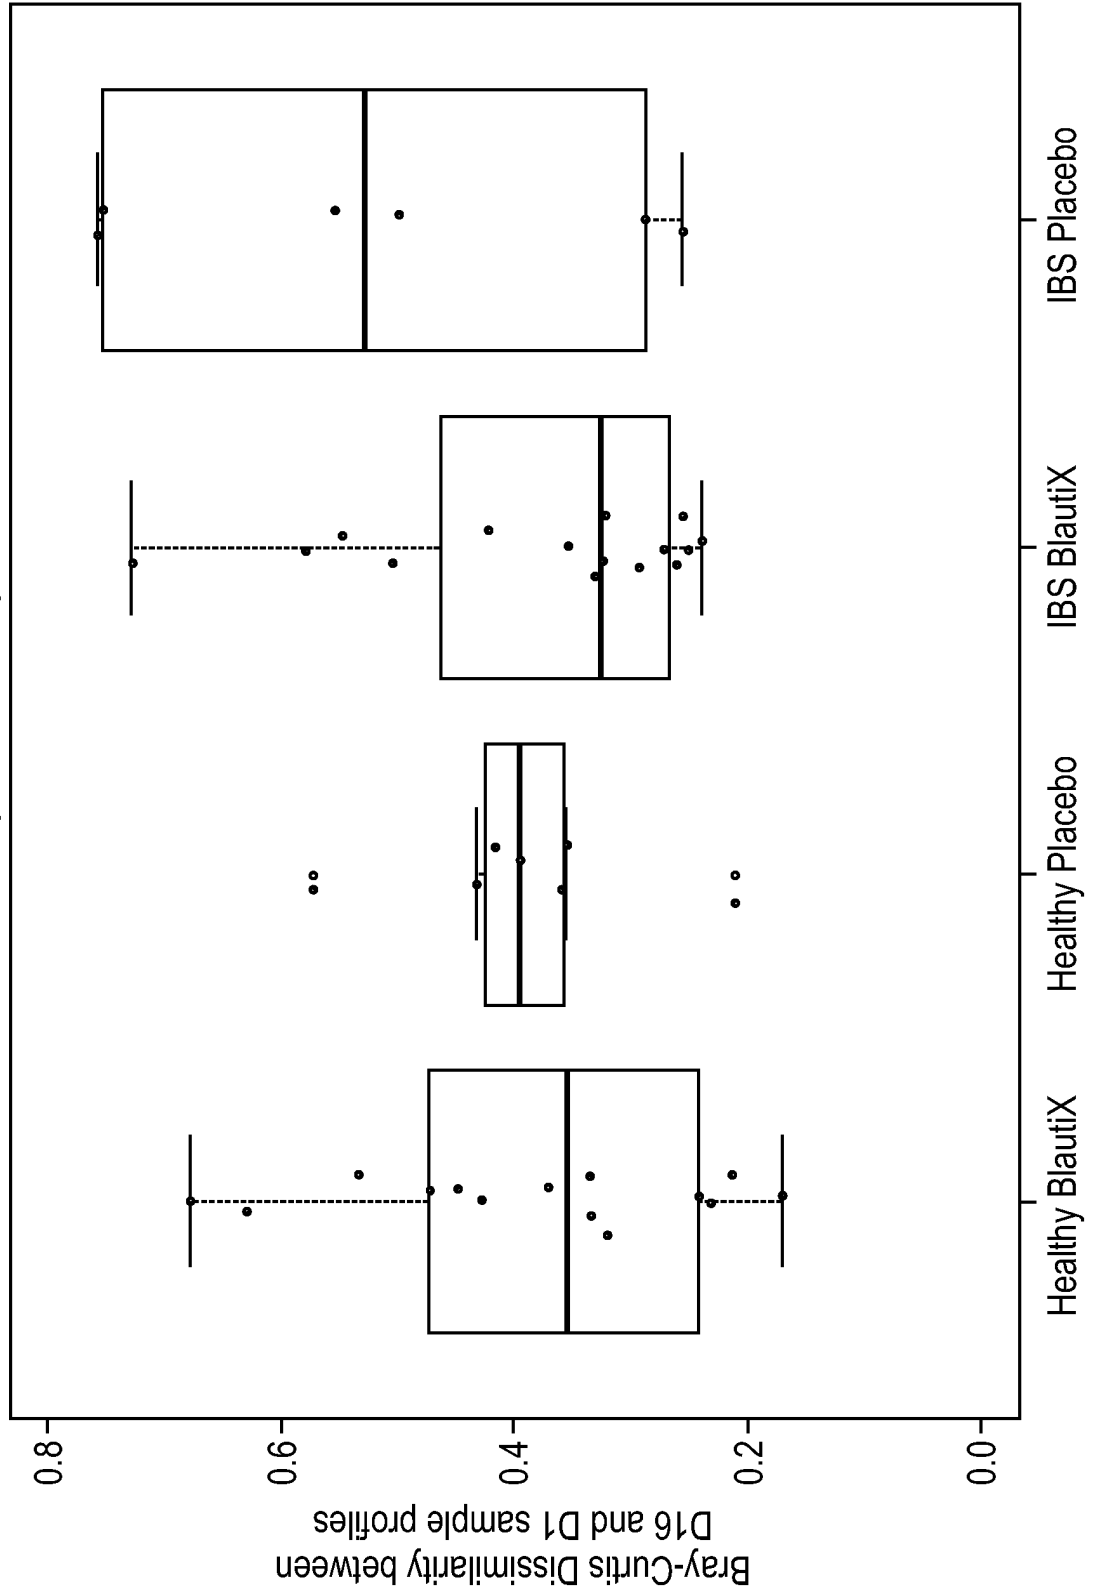 Bray-Curtis Dissimilarity between
D16 and D1 sample profiles
0.8
0.6
0.4
0.2
0.0
Healthy BlautiX
Healthy Placebo
IBS BlautiX
IBS Placebo